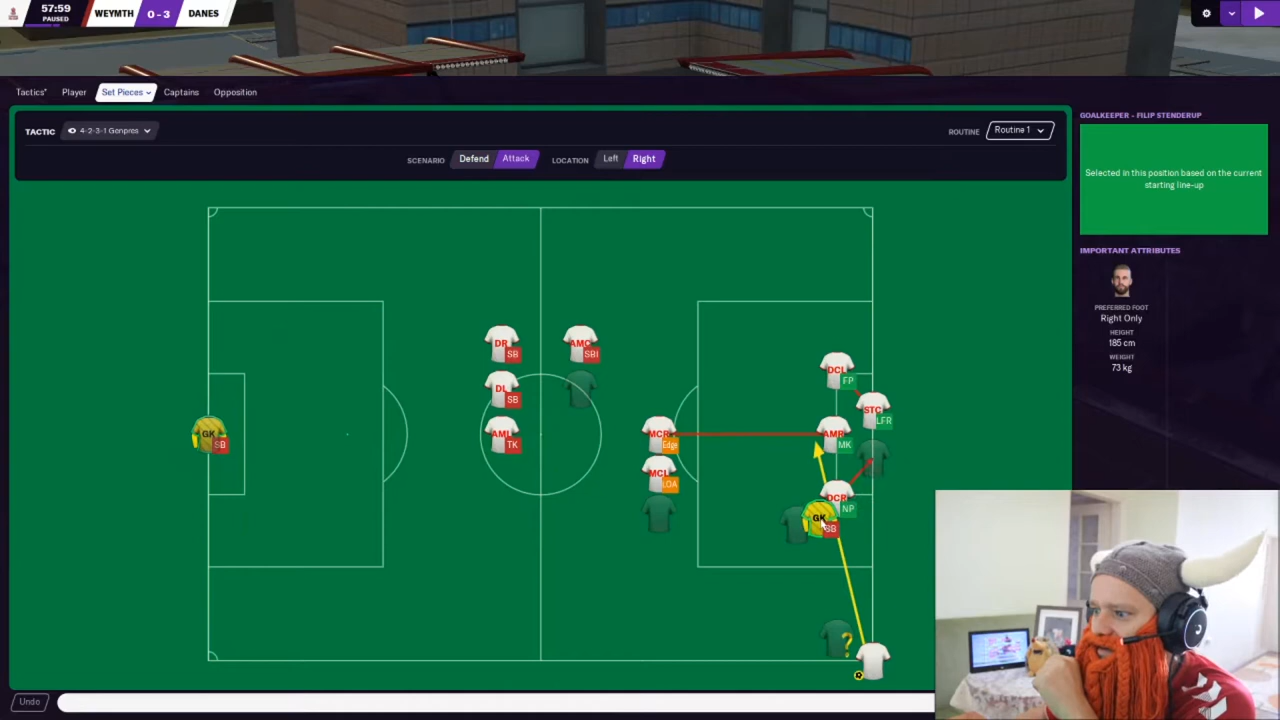 57:59
PAUSED
WEYMTH
0 - 3
DANES
Tactics*
Player
Set Pieces
Captains
Opposition
TACTIC
4-2-3-1 Genpres
ROUTINE
Routine 1
SCENARIO
Defend
Attack
LOCATION
Left
Right
GOALKEEPER - FILIP STENDERUP
Selected in this position based on the current
starting line-up
IMPORTANT ATTRIBUTES
PREFERRED FOOT
Right Only
HEIGHT
185 cm
WEIGHT
73 kg
DR
SB
AMC
SBI
DL
SB
AML
TK
GK
SB
MCR
Edge
MCL
LOA
DCL
FP
STC
LFR
AMR
MK
DCR
NP
GK
SB
?
Undo